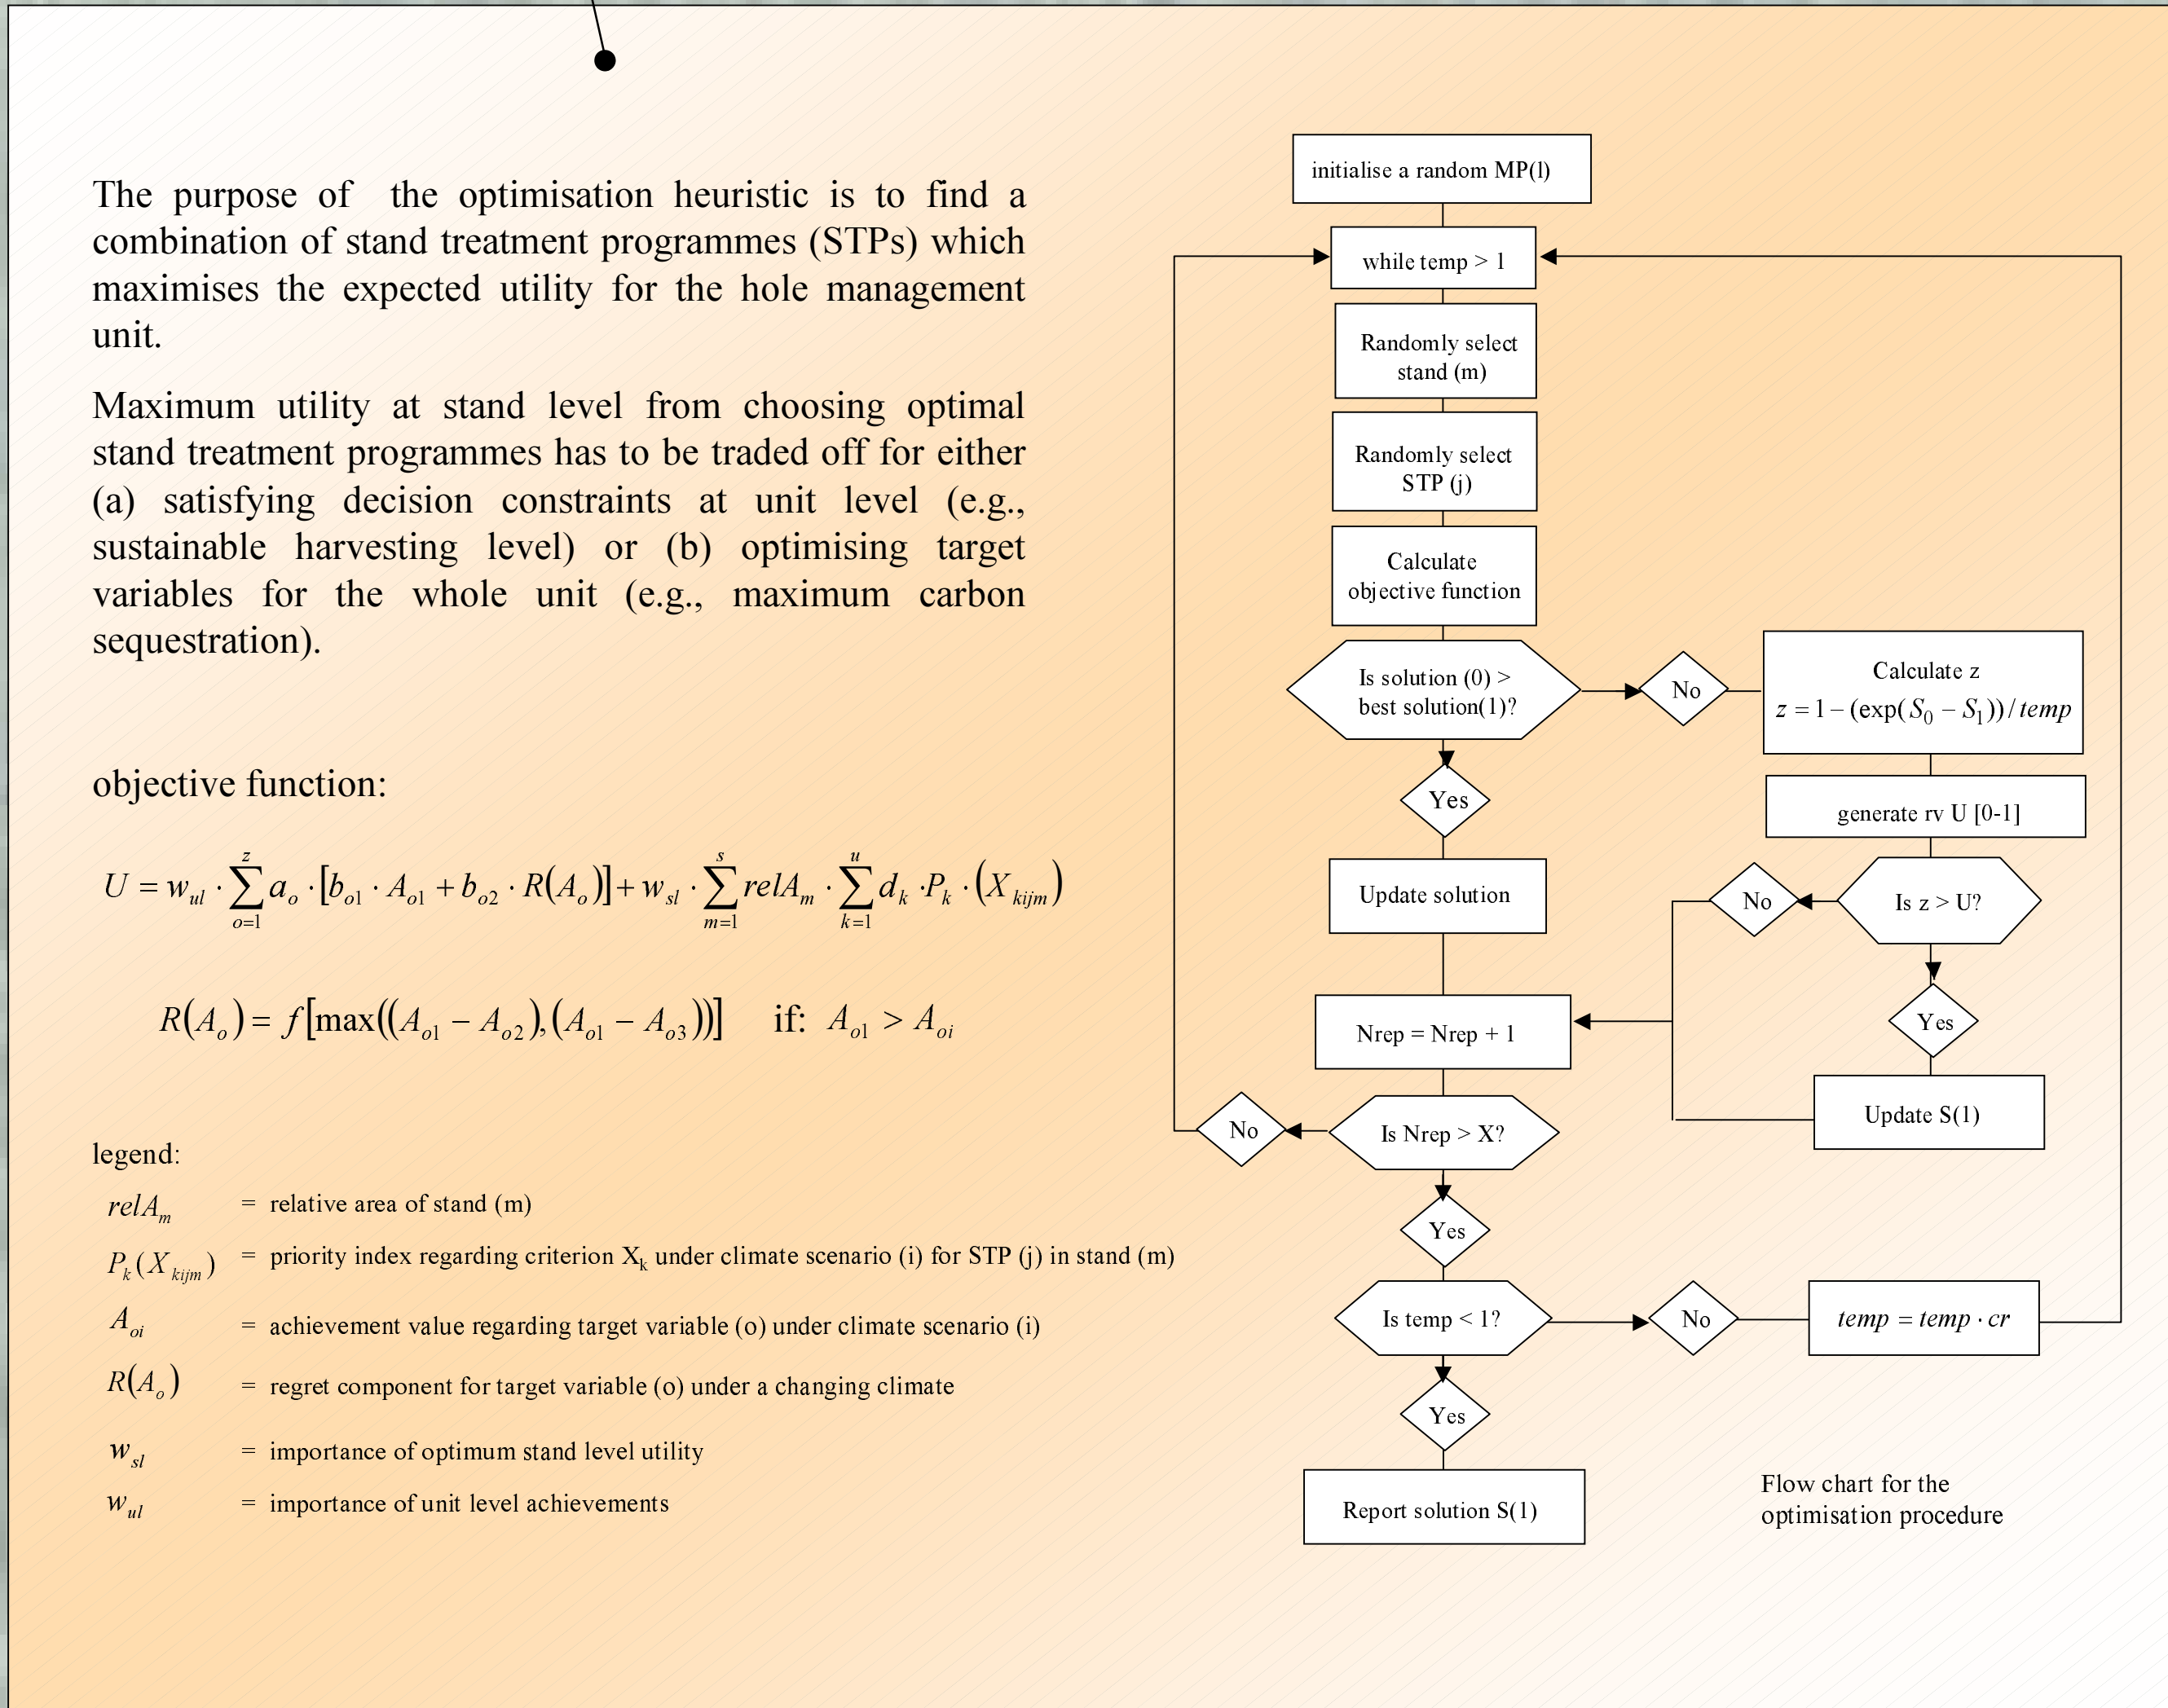 The purpose of the optimisation heuristic is to find a
combination of stand treatment programmes (STPs) which
maximises the expected utility for the hole management
unit.
Maximum utility at stand level from choosing optimal
stand treatment programmes has to be traded off for either
(a) satisfying decision constraints at unit level (e.g.,
sustainable harvesting level) or (b) optimising target
variables for the whole unit (e.g., maximum carbon
sequestration).
objective function:
U = w_ul · ∑_{o=1}^{z} a_o · [b_o1 · A_o1 + b_o2 · R(A_o)] + w_sl · ∑_{m=1}^{s} relA_m · ∑_{k=1}^{u} d_k · P_k · (X_kijm)
R(A_o) = f[max((A_o1 − A_o2), (A_o1 − A_o3))] if: A_o1 > A_oi
legend:
relA_m = relative area of stand (m)
P_k(X_kijm) = priority index regarding criterion X_k under climate scenario (i) for STP (j) in stand (m)
A_oi = achievement value regarding target variable (o) under climate scenario (i)
R(A_o) = regret component for target variable (o) under a changing climate
w_sl = importance of optimum stand level utility
w_ul = importance of unit level achievements
initialise a random MP(l)
while temp > 1
Randomly select
stand (m)
Randomly select
STP (j)
Calculate
objective function
Is solution (0) >
best solution(1)?
No
Calculate z
z = 1 − (exp(S_0 − S_1)) / temp
generate rv U [0-1]
Is z > U?
No
Yes
Update S(1)
Yes
Update solution
Nrep = Nrep + 1
Is Nrep > X?
No
Yes
Is temp < 1?
No
temp = temp · cr
Yes
Report solution S(1)
Flow chart for the
optimisation procedure